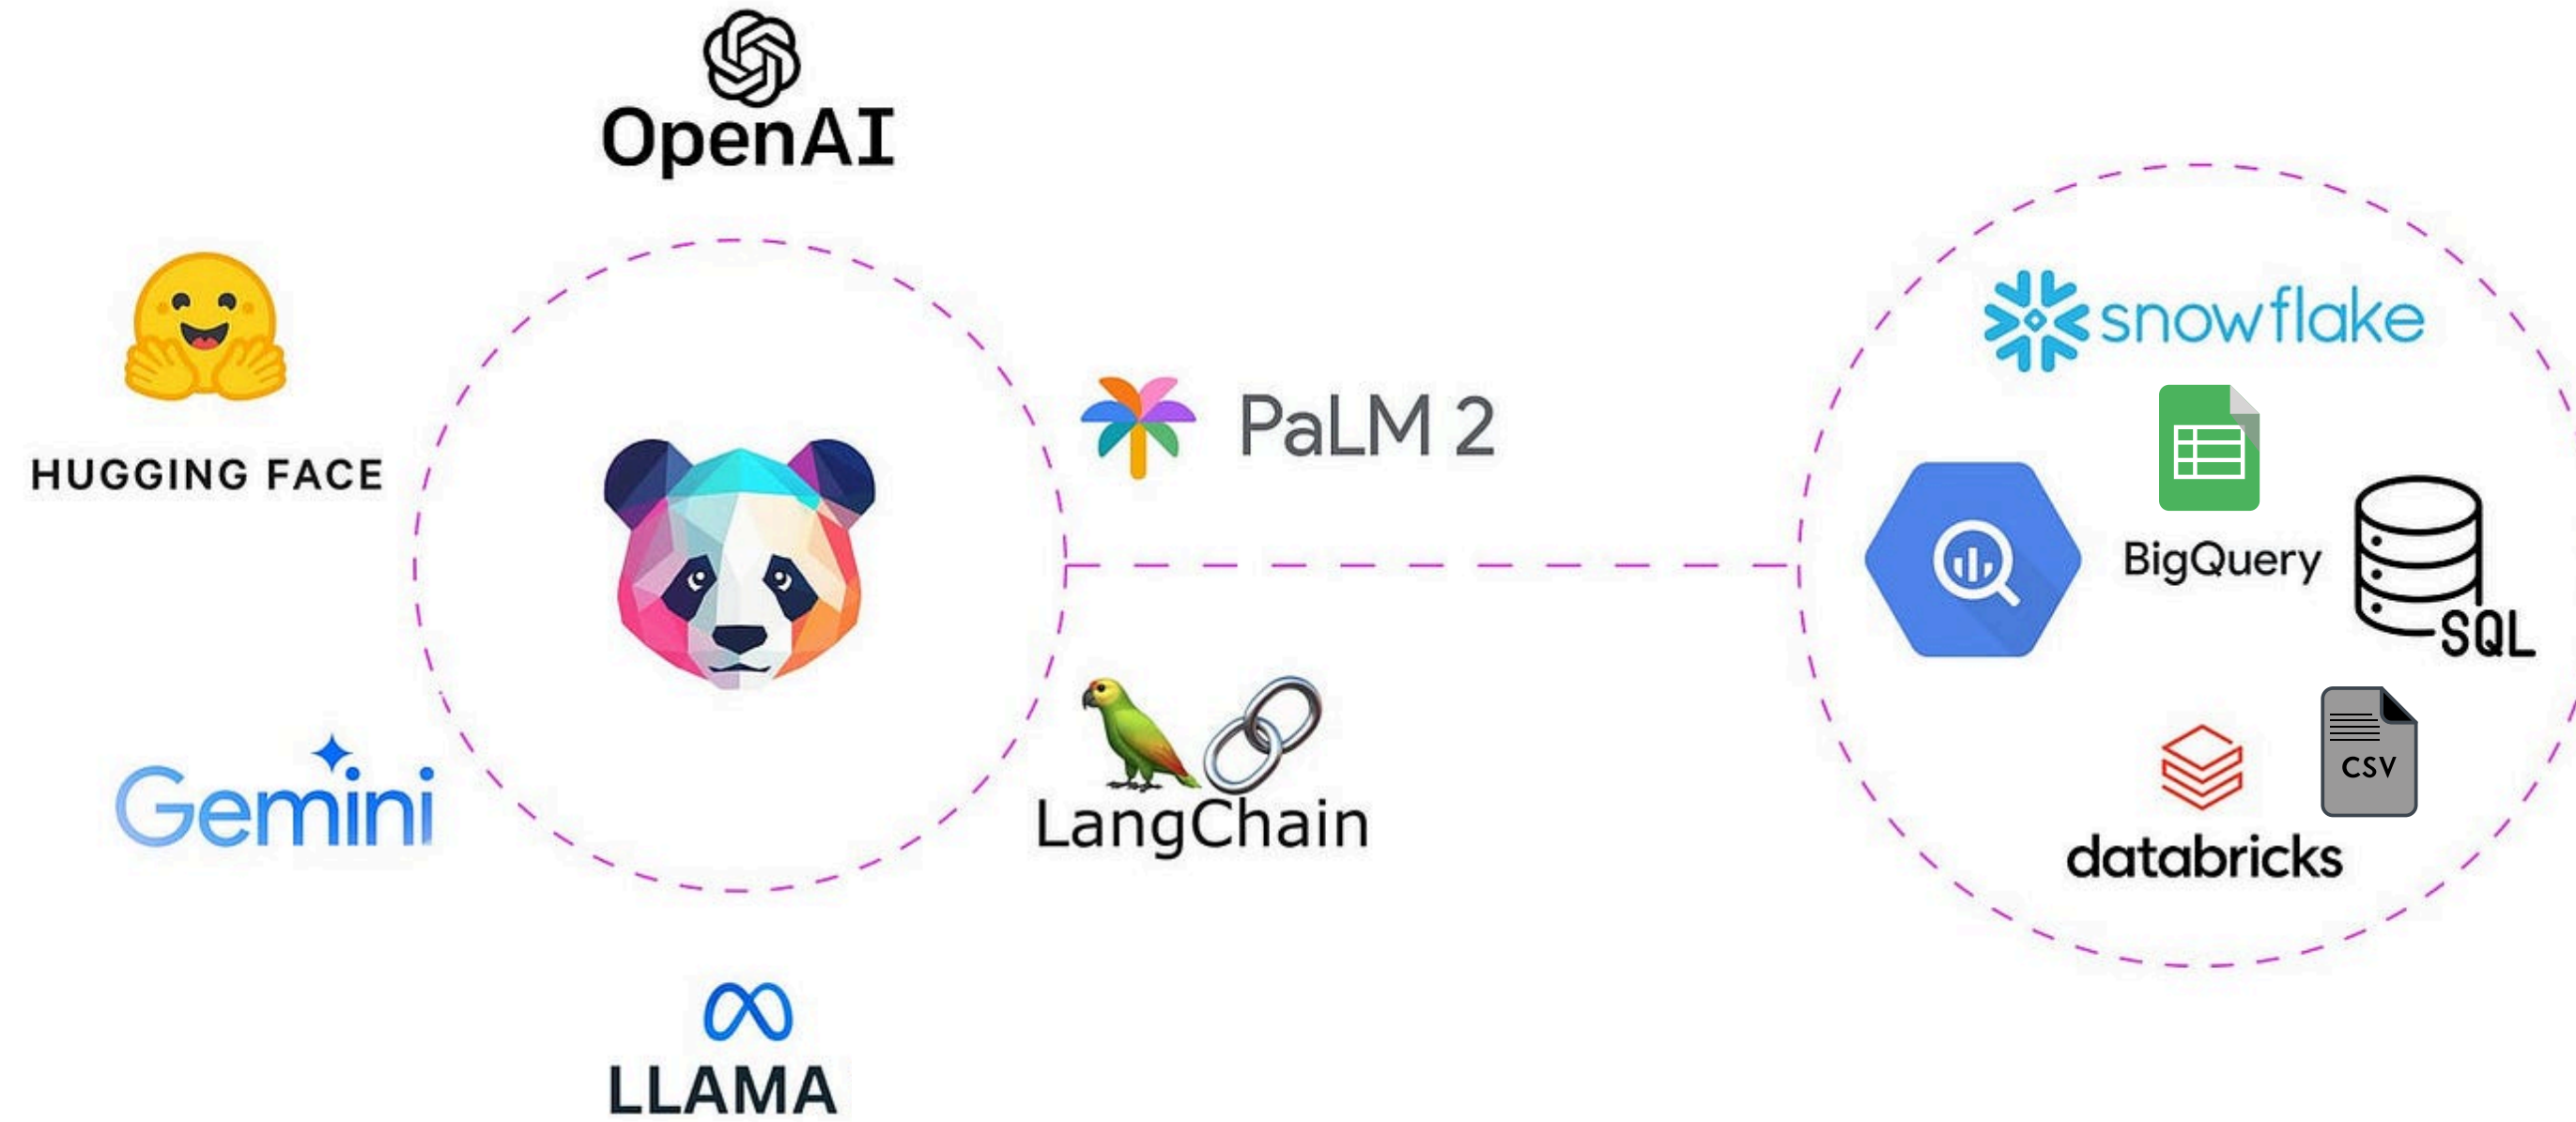 OpenAI
HUGGING FACE
PaLM 2
Gemini
LangChain
LLAMA
snowflake
BigQuery
SQL
CSV
databricks